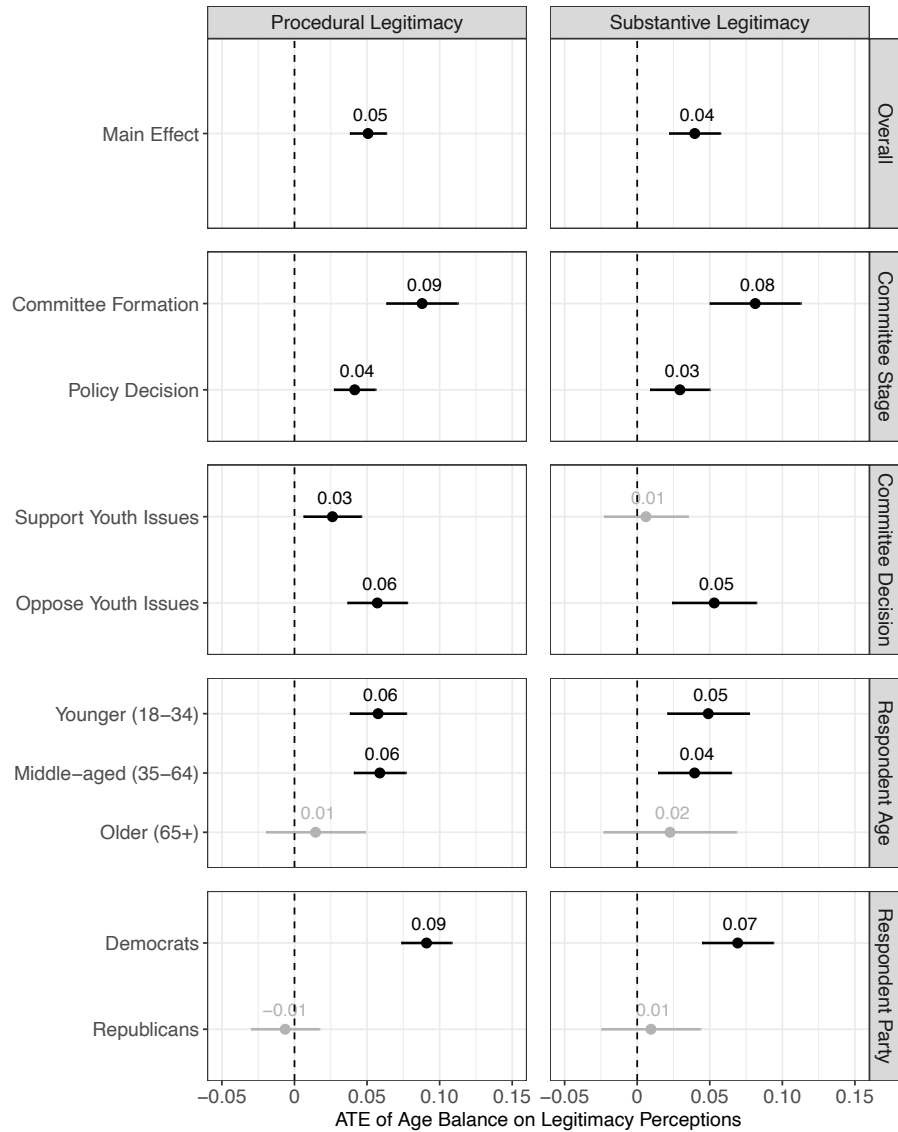 Procedural Legitimacy
Substantive Legitimacy
Overall
Main Effect
0.05
0.04
Committee Stage
Committee Formation
0.09
0.08
Policy Decision
0.04
0.03
Committee Decision
Support Youth Issues
0.03
0.01
Oppose Youth Issues
0.06
0.05
Respondent Age
Younger (18−34)
0.06
0.05
Middle−aged (35−64)
0.06
0.04
Older (65+)
0.01
0.02
Respondent Party
Democrats
0.09
0.07
Republicans
−0.01
0.01
−0.05 0 0.05 0.10 0.15
−0.05 0 0.05 0.10 0.15
ATE of Age Balance on Legitimacy Perceptions